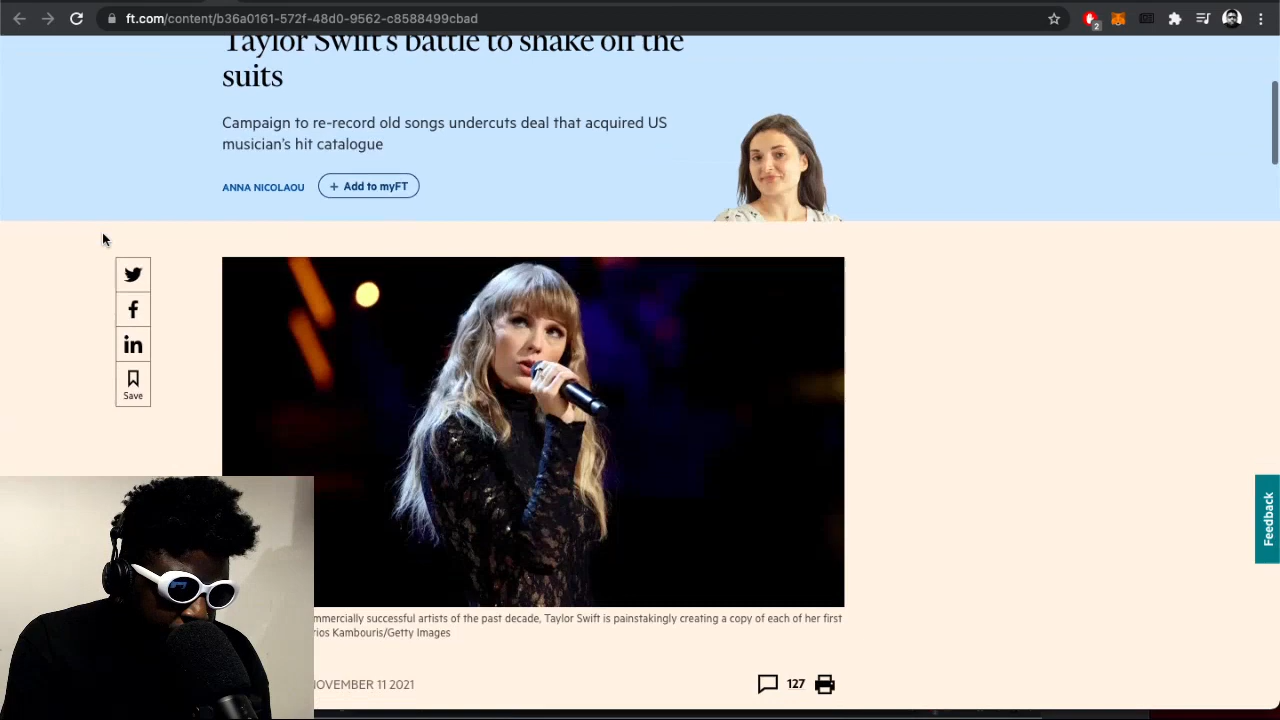 ft.com/content/b36a0161-572f-48d0-9562-c8588499cbad
2
Taylor Swift's battle to shake off the
suits
Campaign to re-record old songs undercuts deal that acquired US
musician's hit catalogue
ANNA NICOLAOU
+ Add to myFT
Save
Feedback
commercially successful artists of the past decade, Taylor Swift is painstakingly creating a copy of each of her first
Kambouris/Getty Images
NOVEMBER 11 2021
127